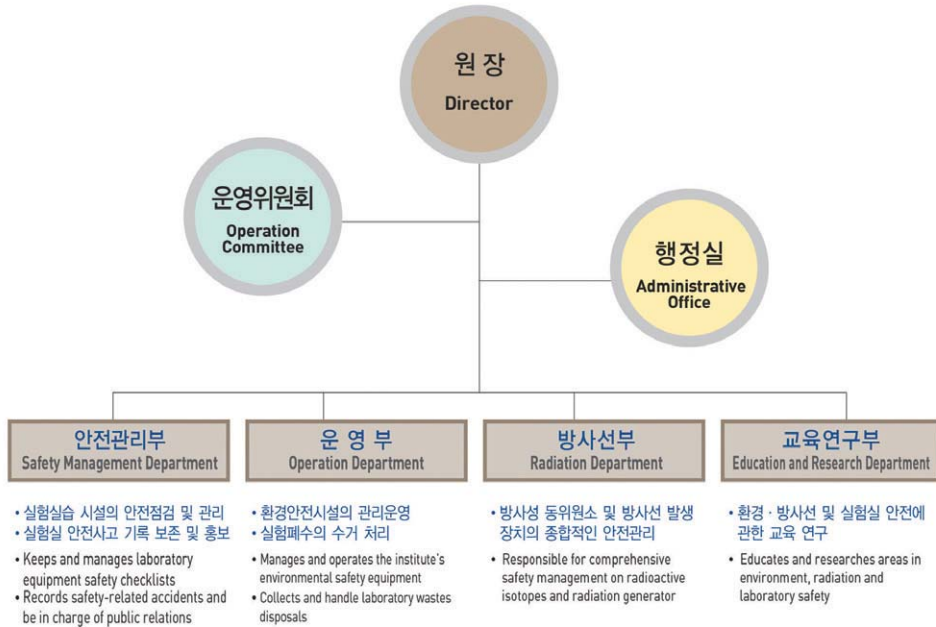 원 장
Director
운영위원회
Operation
Committee
행정실
Administrative
Office
안전관리부
Safety Management Department
• 실험실습 시설의 안전점검 및 관리
• 실험실 안전사고 기록 보존 및 홍보
• Keeps and manages laboratory
equipment safety checklists
• Records safety-related accidents and
be in charge of public relations
운 영 부
Operation Department
• 환경안전시설의 관리운영
• 실험폐수의 수거 처리
• Manages and operates the institute's
environmental safety equipment
• Collects and handle laboratory wastes
disposals
방사선부
Radiation Department
• 방사성 동위원소 및 방사선 발생
장치의 종합적인 안전관리
• Responsible for comprehensive
safety management on radioactive
isotopes and radiation generator
교육연구부
Education and Research Department
• 환경 · 방사선 및 실험실 안전에
관한 교육 연구
• Educates and researches areas in
environment, radiation and
laboratory safety